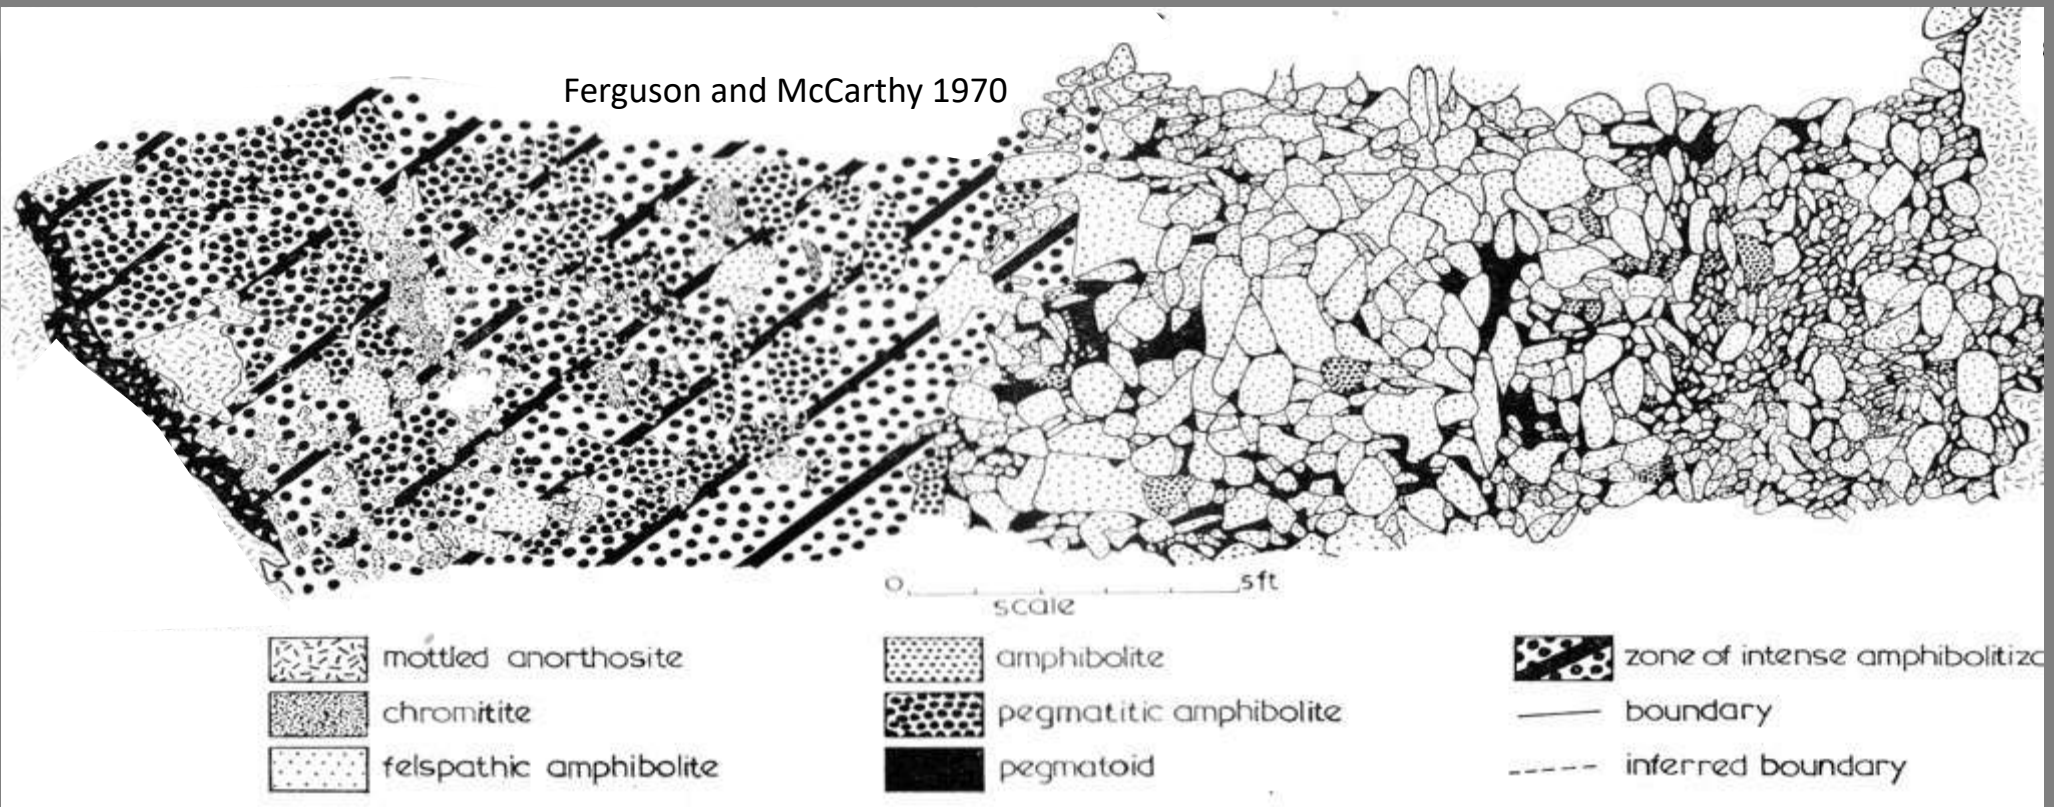 Ferguson and McCarthy 1970
0 5ft
scale
mottled anorthosite
chromitite
felspathic amphibolite
amphibolite
pegmatitic amphibolite
pegmatoid
zone of intense amphibolitiza
boundary
inferred boundary